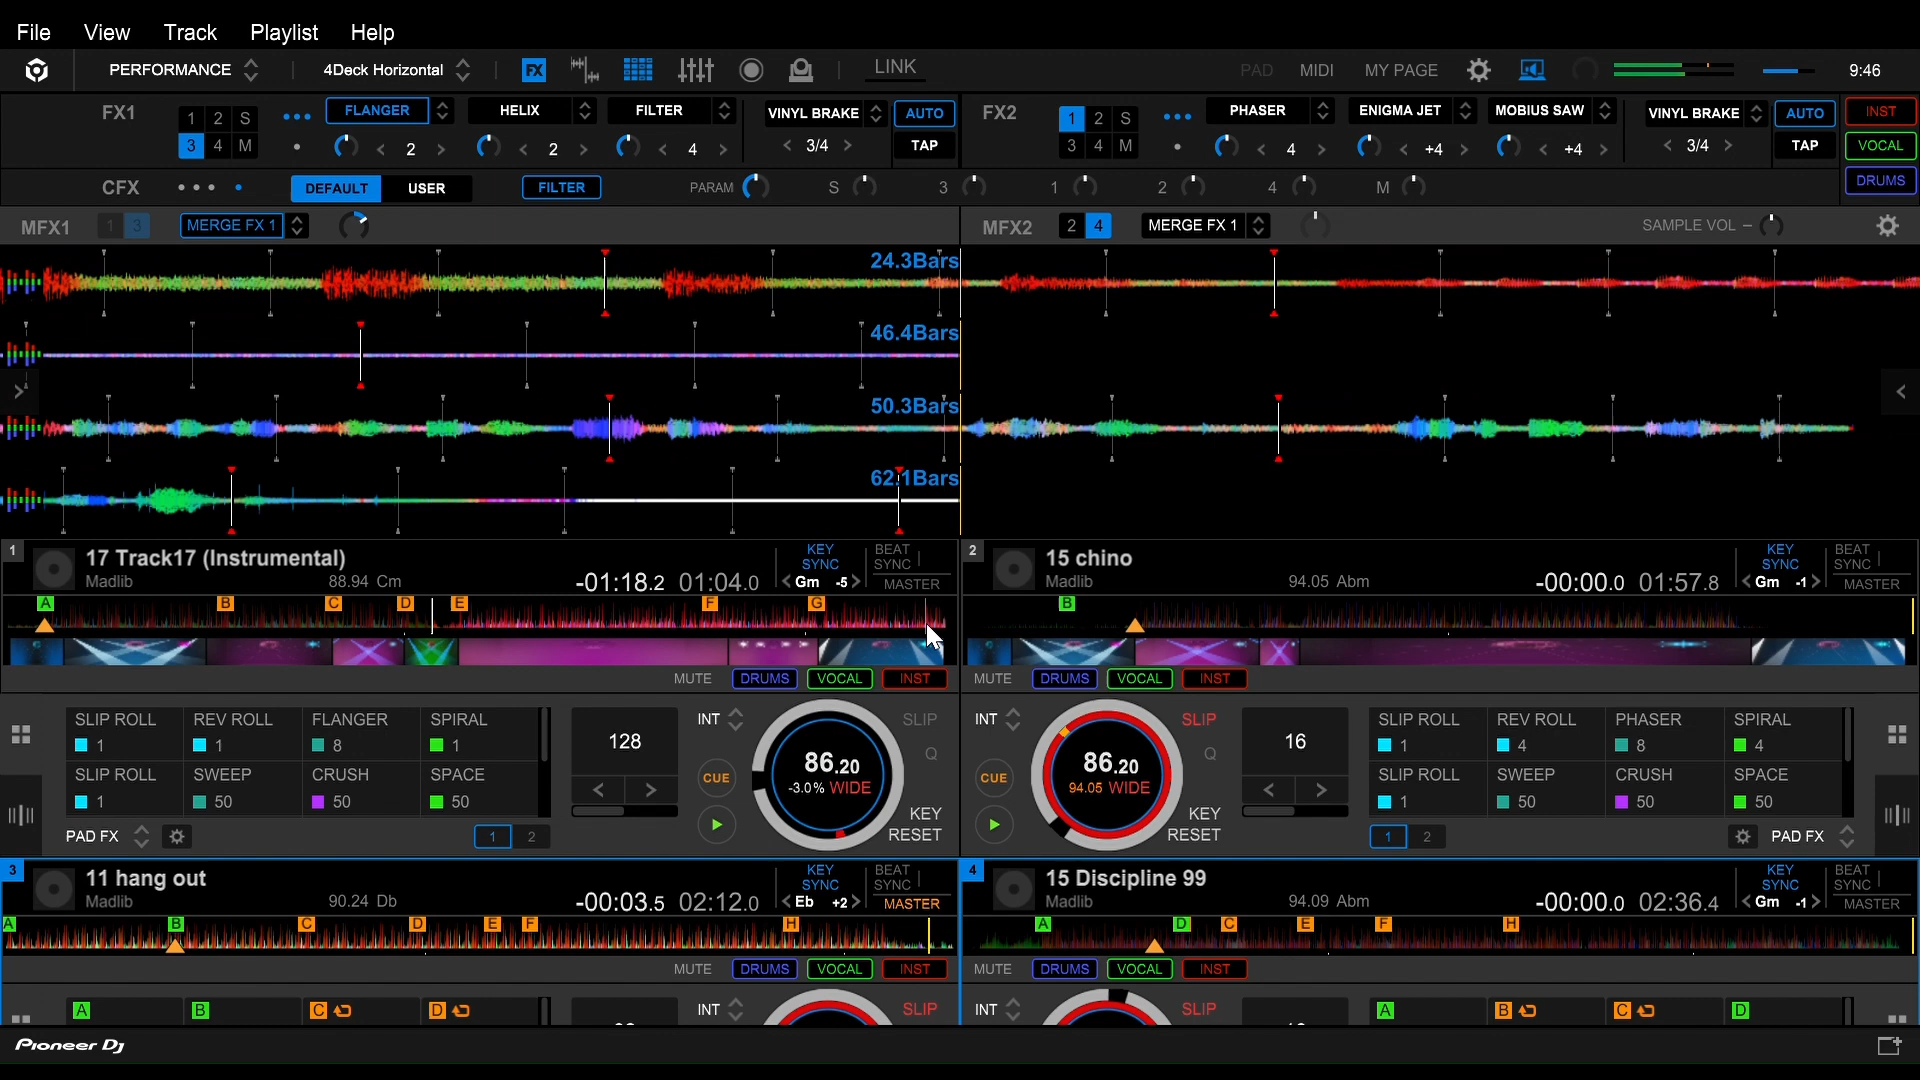 File View Track Playlist Help
PERFORMANCE 4Deck Horizontal FX LINK PAD MIDI MY PAGE 9:46
FX1 1 2 S FLANGER HELIX FILTER VINYL BRAKE AUTO FX2 1 2 S PHASER ENIGMA JET MOBIUS SAW VINYL BRAKE AUTO INST
3 4 M < 2 > < 2 > < 4 > < 3/4 > TAP 3 4 M < 4 > < +4 > < +4 > < 3/4 > TAP VOCAL
CFX DEFAULT USER FILTER PARAM S 3 1 2 4 M DRUMS
MFX1 1 3 MERGE FX 1 MFX2 2 4 MERGE FX 1 SAMPLE VOL –
24.3Bars
46.4Bars
50.3Bars
62.1Bars
1 17 Track17 (Instrumental) KEY SYNC BEAT SYNC
Madlib 88.94 Cm -01:18.2 01:04.0 < Gm -5 > MASTER
A B C D E F G
MUTE DRUMS VOCAL INST
2 15 chino KEY SYNC BEAT SYNC
Madlib 94.05 Abm -00:00.0 01:57.8 < Gm -1 > MASTER
B
MUTE DRUMS VOCAL INST
SLIP ROLL REV ROLL FLANGER SPIRAL
1 1 8 1
SLIP ROLL SWEEP CRUSH SPACE
1 50 50 50
PAD FX 1 2
128
< >
INT SLIP
Q
CUE
86.20
-3.0% WIDE
KEY
RESET
INT SLIP
Q
CUE
86.20
94.05 WIDE
KEY
RESET
16
< >
SLIP ROLL REV ROLL PHASER SPIRAL
1 4 8 4
SLIP ROLL SWEEP CRUSH SPACE
1 50 50 50
1 2 PAD FX
3 11 hang out KEY SYNC BEAT SYNC
Madlib 90.24 Db -00:03.5 02:12.0 < Eb +2 > MASTER
A B C D E F H
MUTE DRUMS VOCAL INST
A B C D INT SLIP
4 15 Discipline 99 KEY SYNC BEAT SYNC
Madlib 94.09 Abm -00:00.0 02:36.4 < Gm -1 > MASTER
A D C E F H
MUTE DRUMS VOCAL INST
INT SLIP A B C D
Pioneer Dj